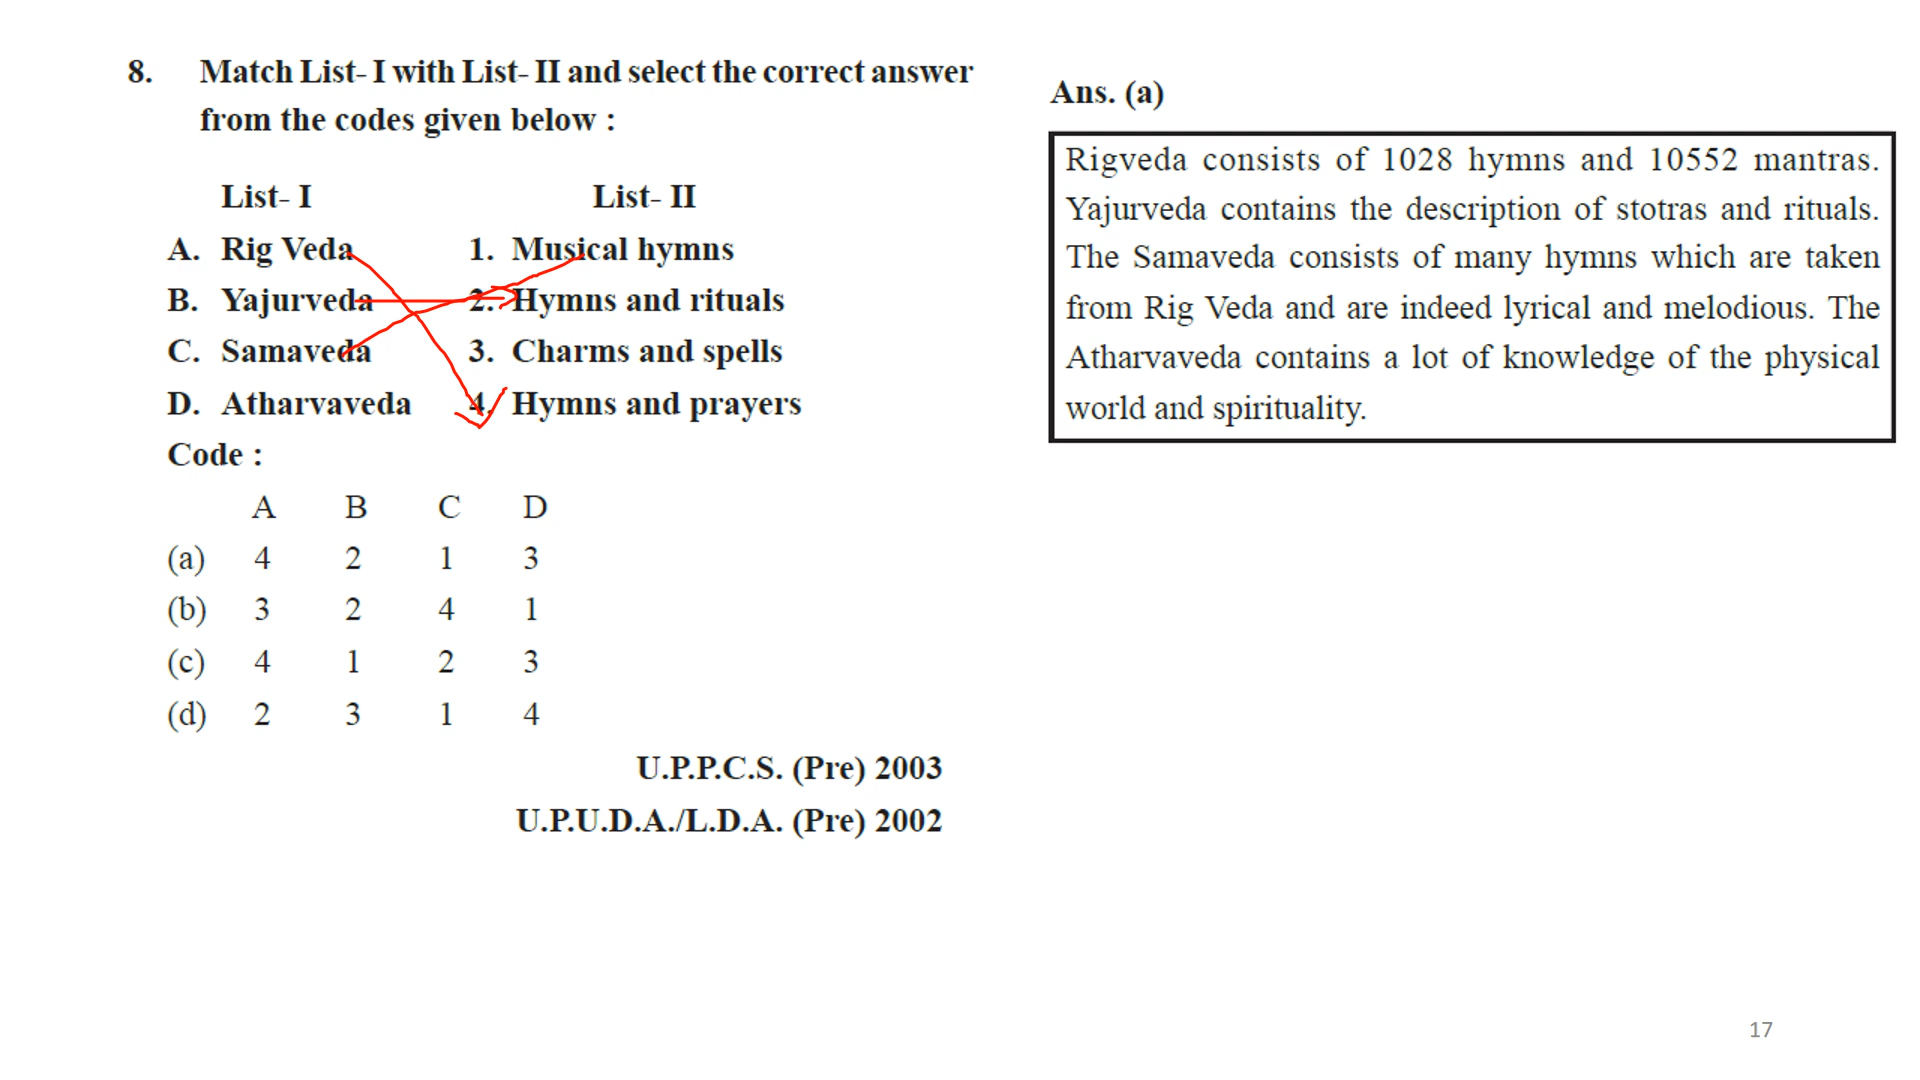 8. Match List- I with List- II and select the correct answer
from the codes given below :
List- I List- II
A. Rig Veda 1. Musical hymns
B. Yajurveda 2. Hymns and rituals
C. Samaveda 3. Charms and spells
D. Atharvaveda 4. Hymns and prayers
Code :
A B C D
(a) 4 2 1 3
(b) 3 2 4 1
(c) 4 1 2 3
(d) 2 3 1 4
U.P.P.C.S. (Pre) 2003
U.P.U.D.A./L.D.A. (Pre) 2002
Ans. (a)
Rigveda consists of 1028 hymns and 10552 mantras.
Yajurveda contains the description of stotras and rituals.
The Samaveda consists of many hymns which are taken
from Rig Veda and are indeed lyrical and melodious. The
Atharvaveda contains a lot of knowledge of the physical
world and spirituality.
17